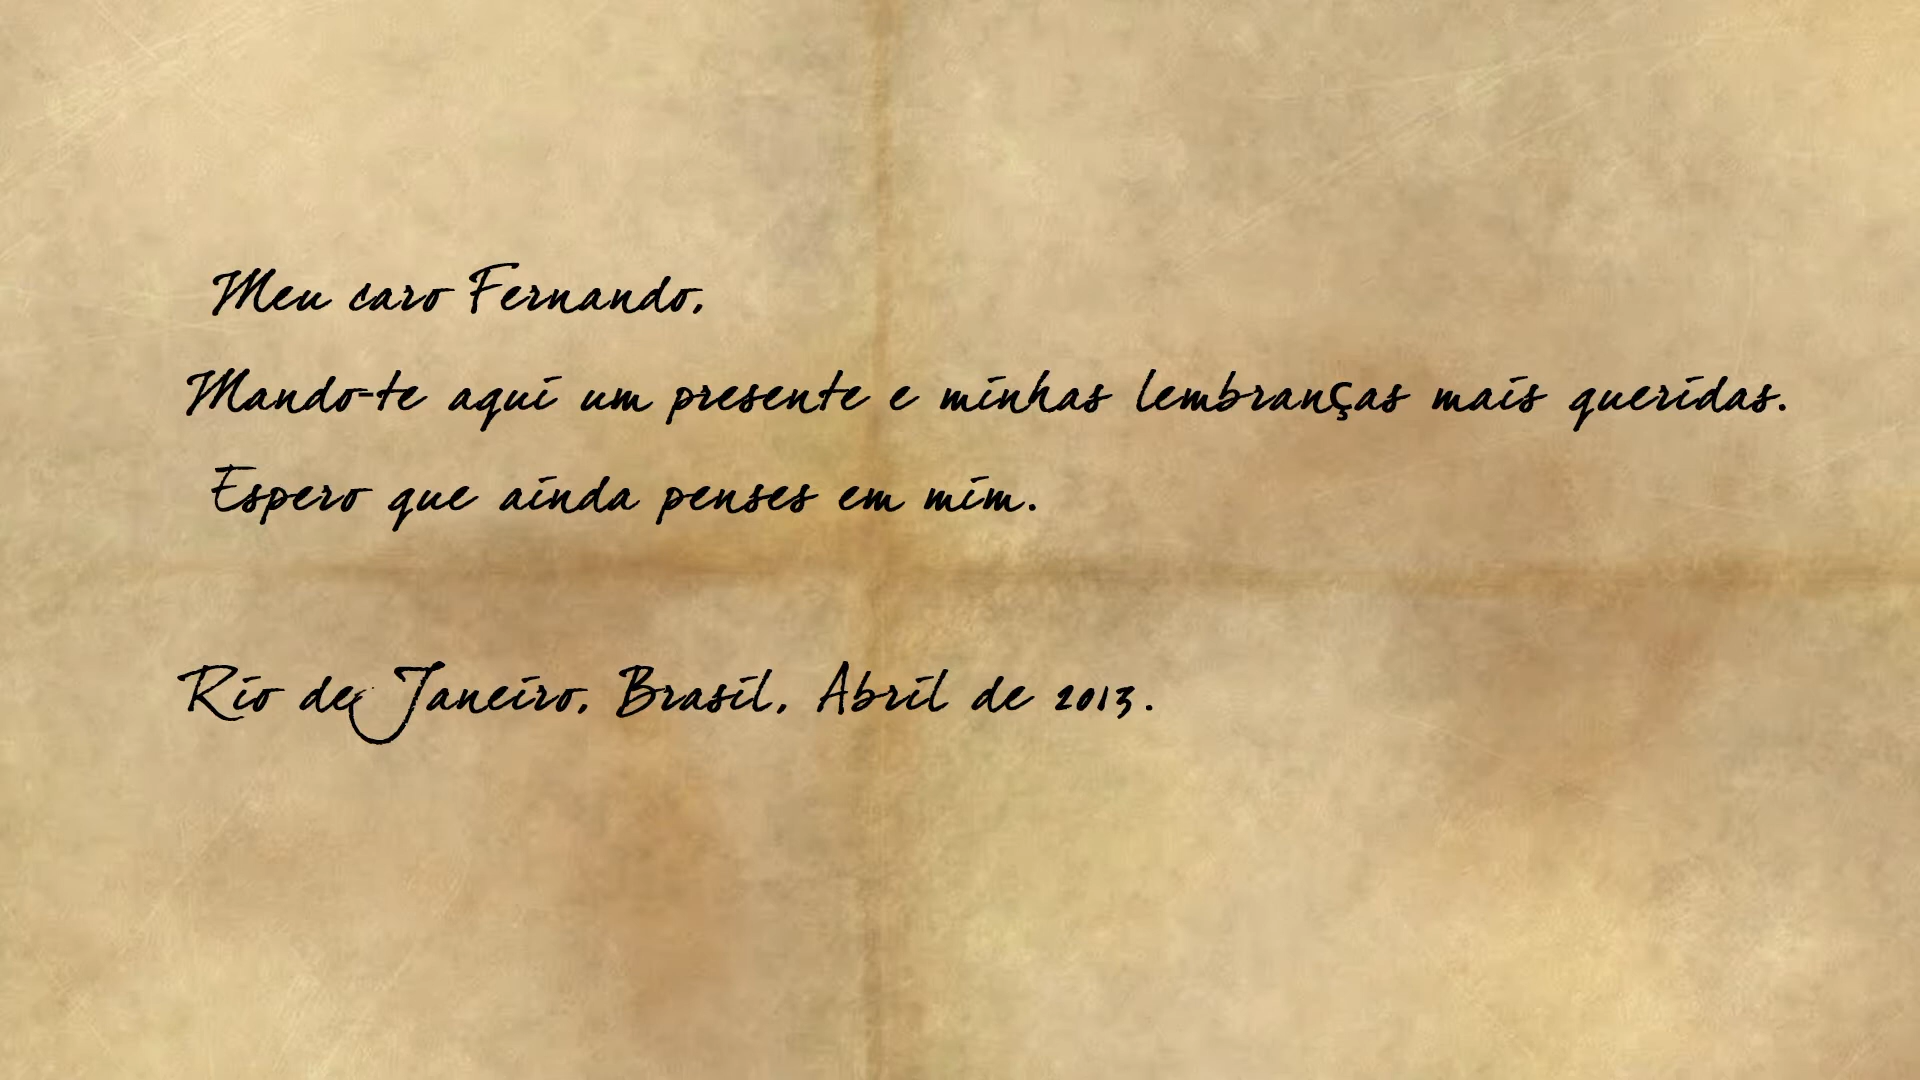 Meu caro Fernando,
Mando-te aqui um presente e minhas lembranças mais queridas.
Espero que ainda penses em mim.
Rio de Janeiro, Brasil, Abril de 2013.